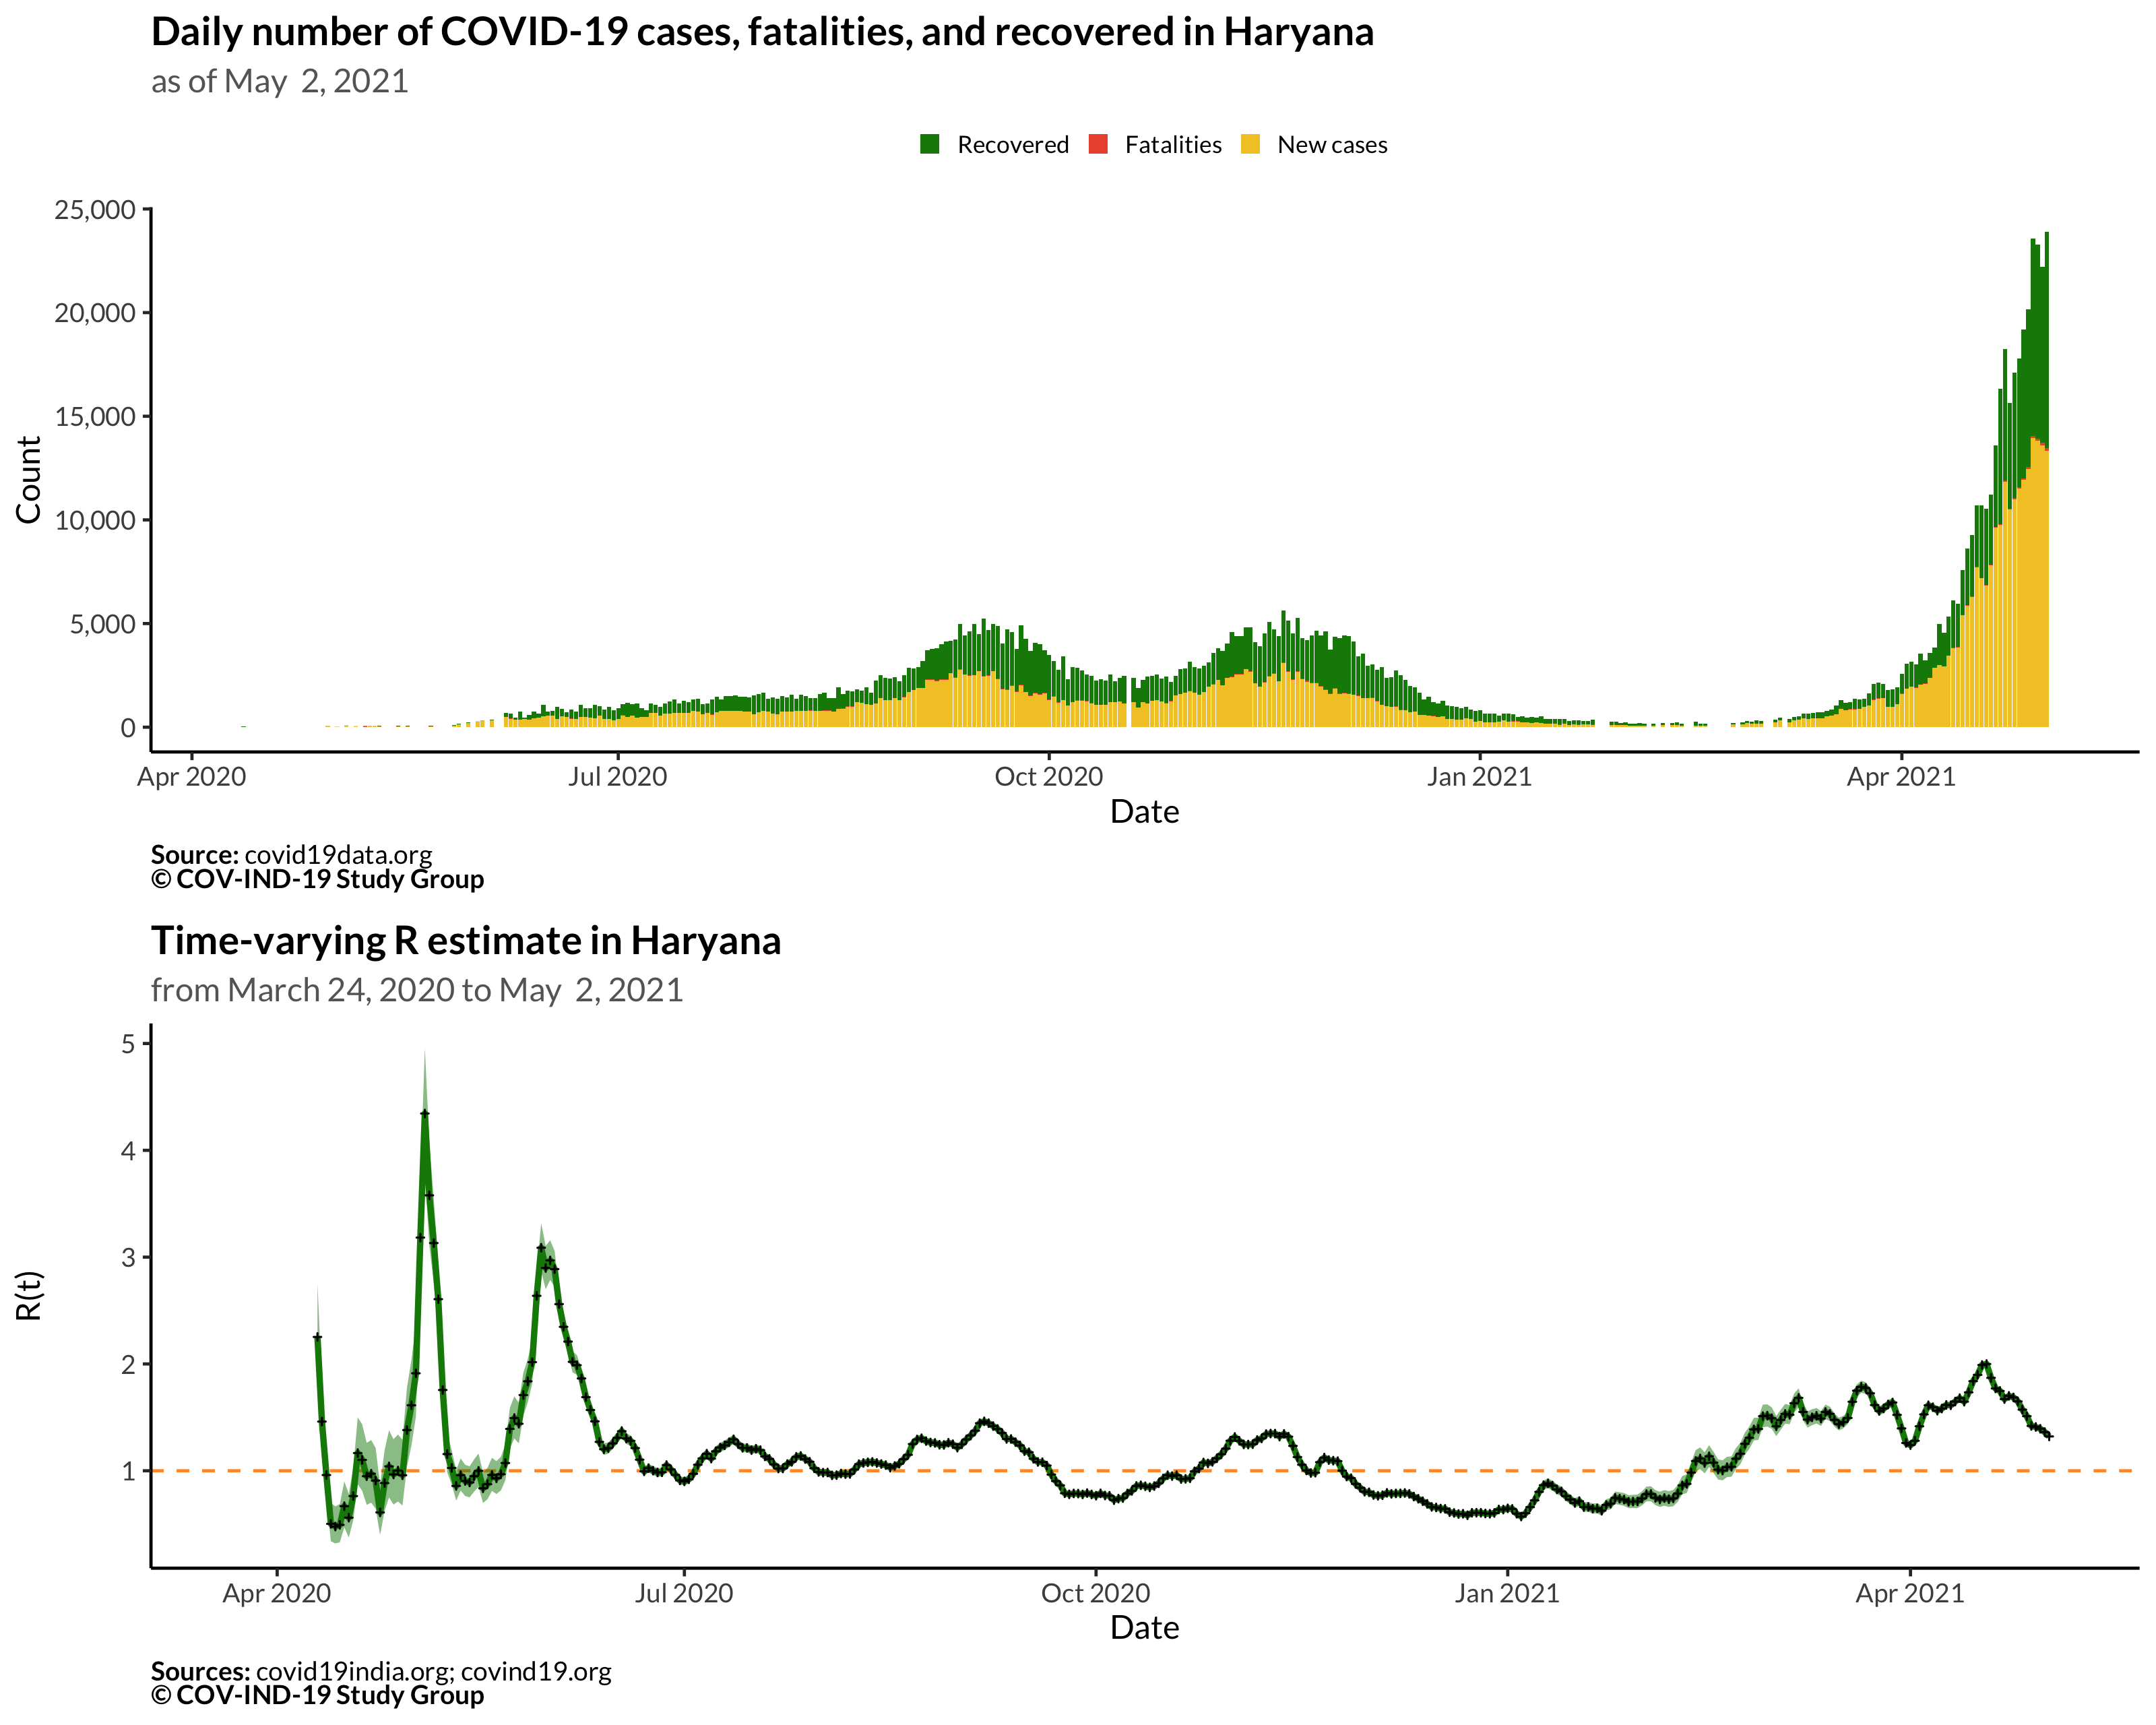 Daily number of COVID-19 cases, fatalities, and recovered in Haryana
as of May  2, 2021
Recovered Fatalities New cases
25,000
20,000
15,000
10,000
5,000
0
Count
Apr 2020 Jul 2020 Oct 2020 Jan 2021 Apr 2021
Date
Source: covid19data.org
© COV-IND-19 Study Group
Time-varying R estimate in Haryana
from March 24, 2020 to May  2, 2021
5
4
3
2
1
R(t)
Apr 2020 Jul 2020 Oct 2020 Jan 2021 Apr 2021
Date
Sources: covid19india.org; covind19.org
© COV-IND-19 Study Group